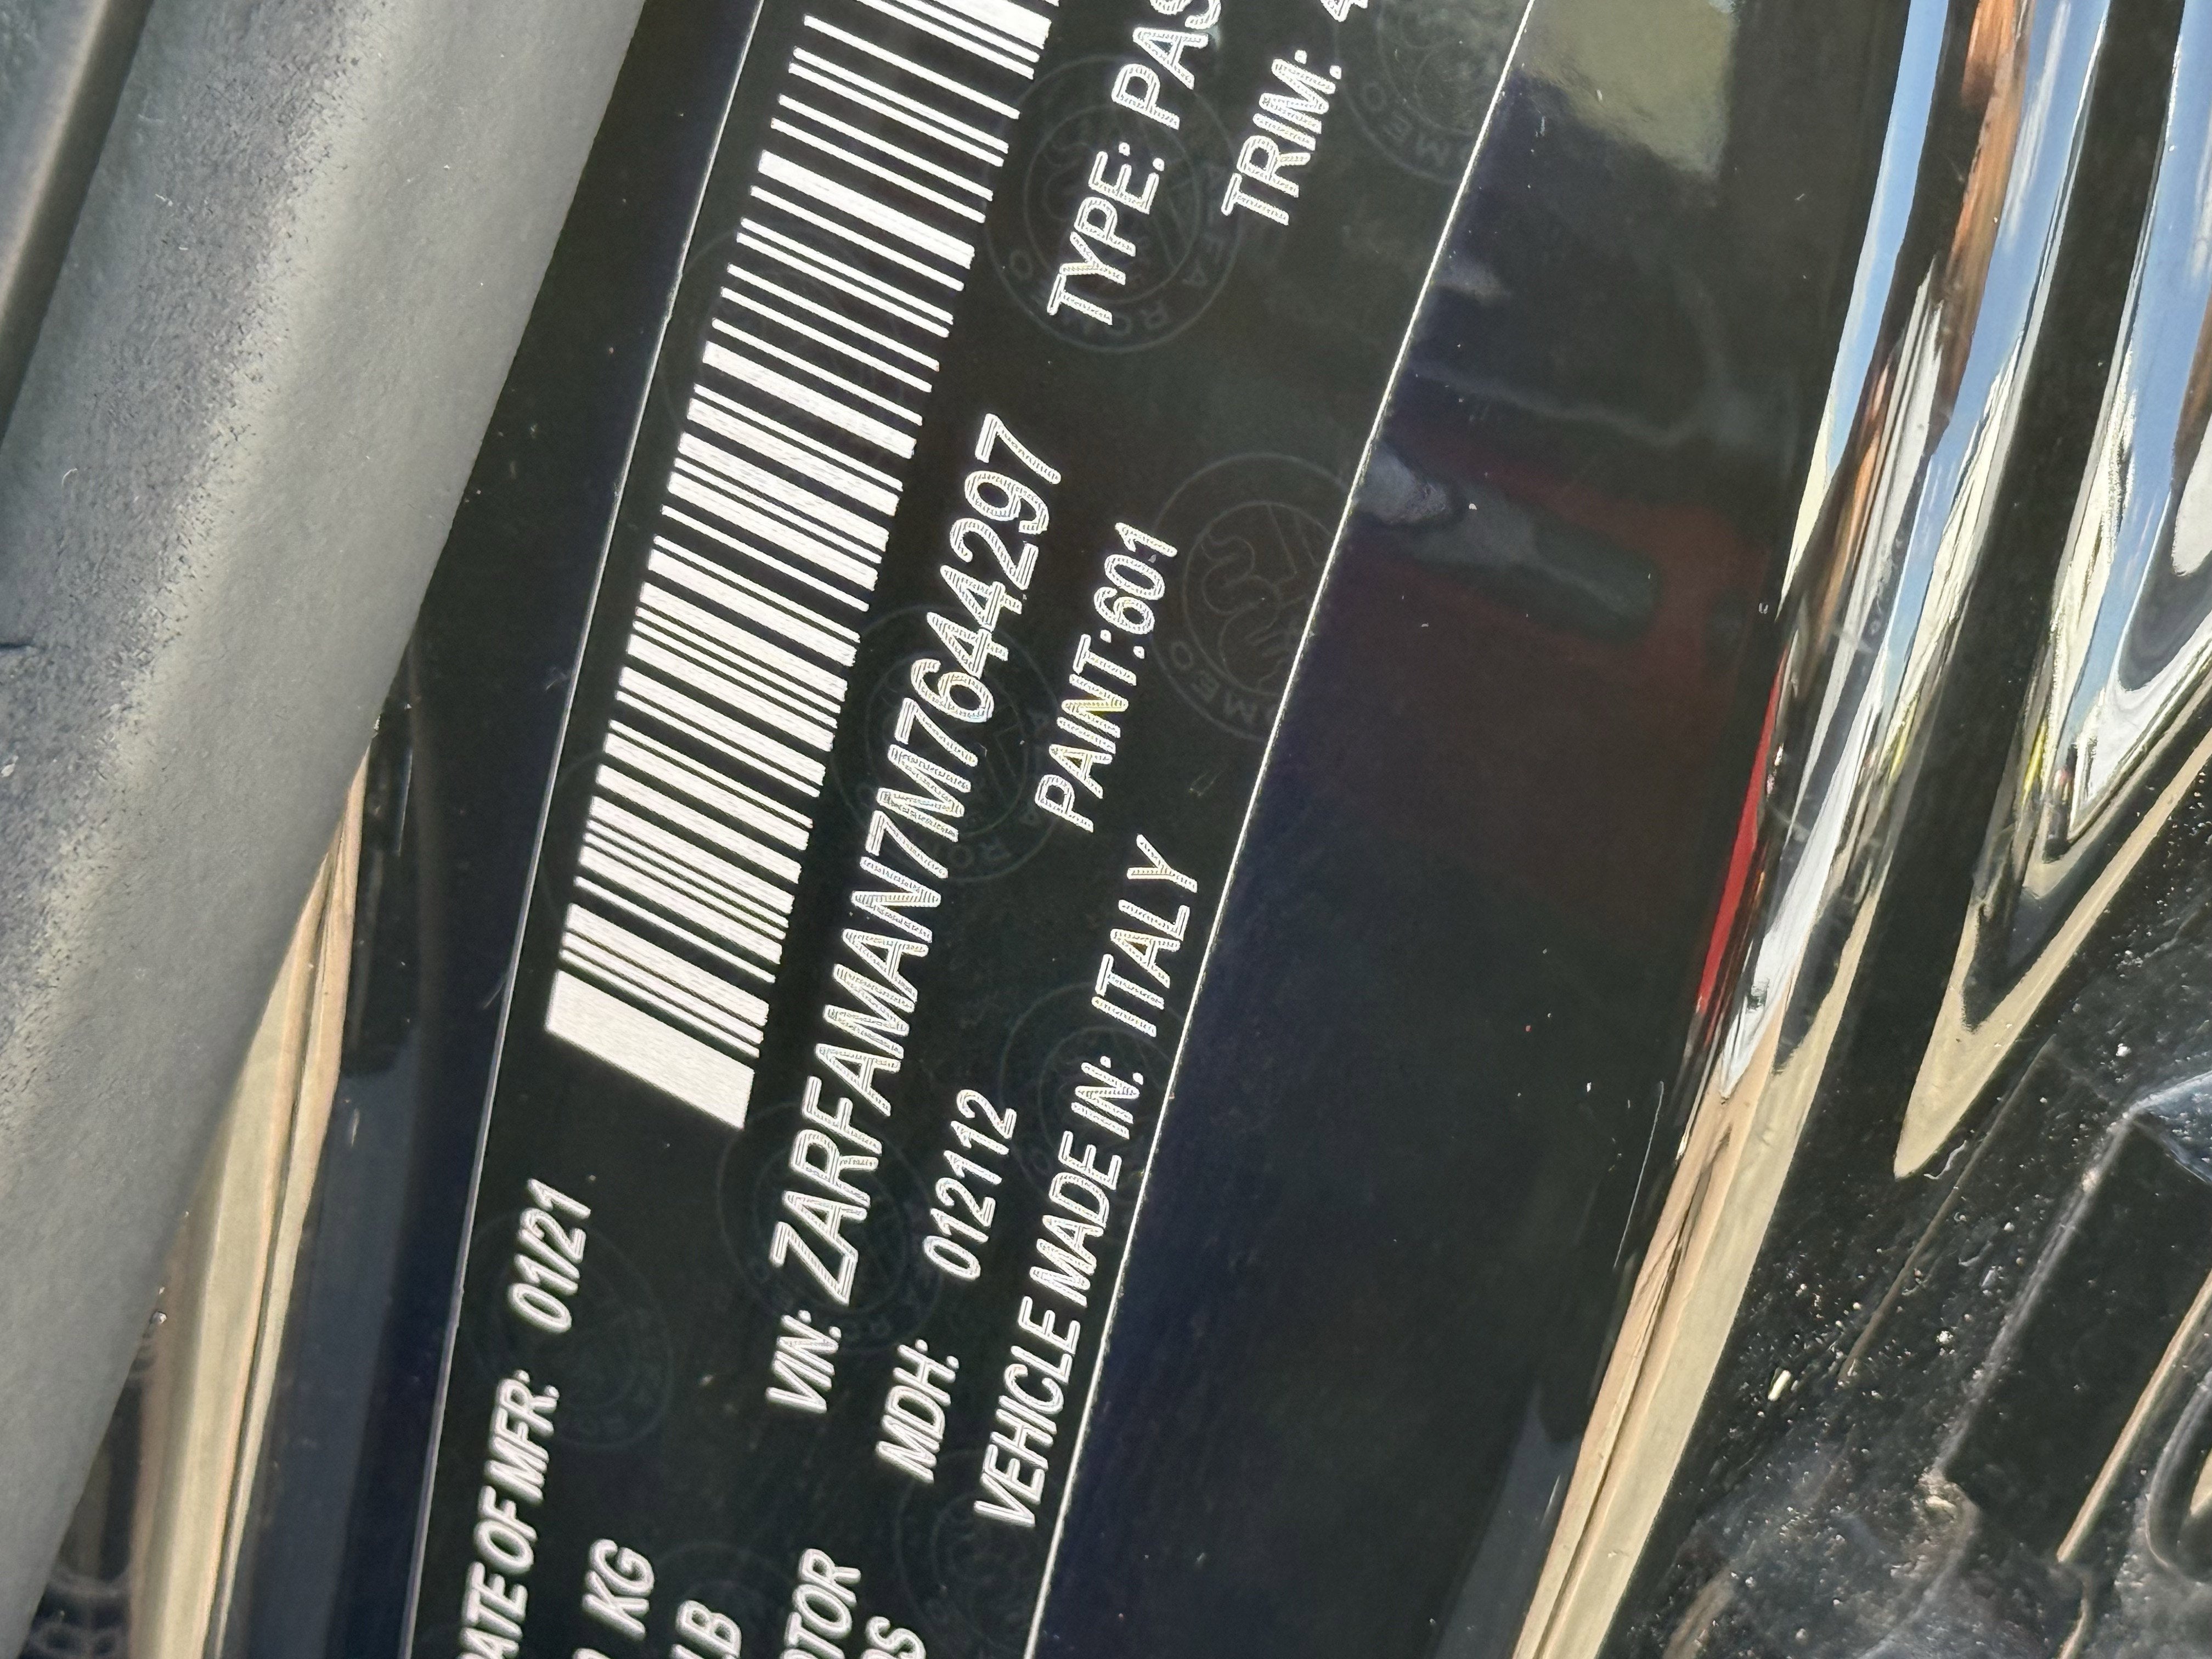 DATE OF MFR: 01/21
KG
LB
VIN: ZARFAMAN7M7644297 TYPE: PAS
MDH: 012112 PAINT:601 TRIM: 4
VEHICLE MADE IN: ITALY